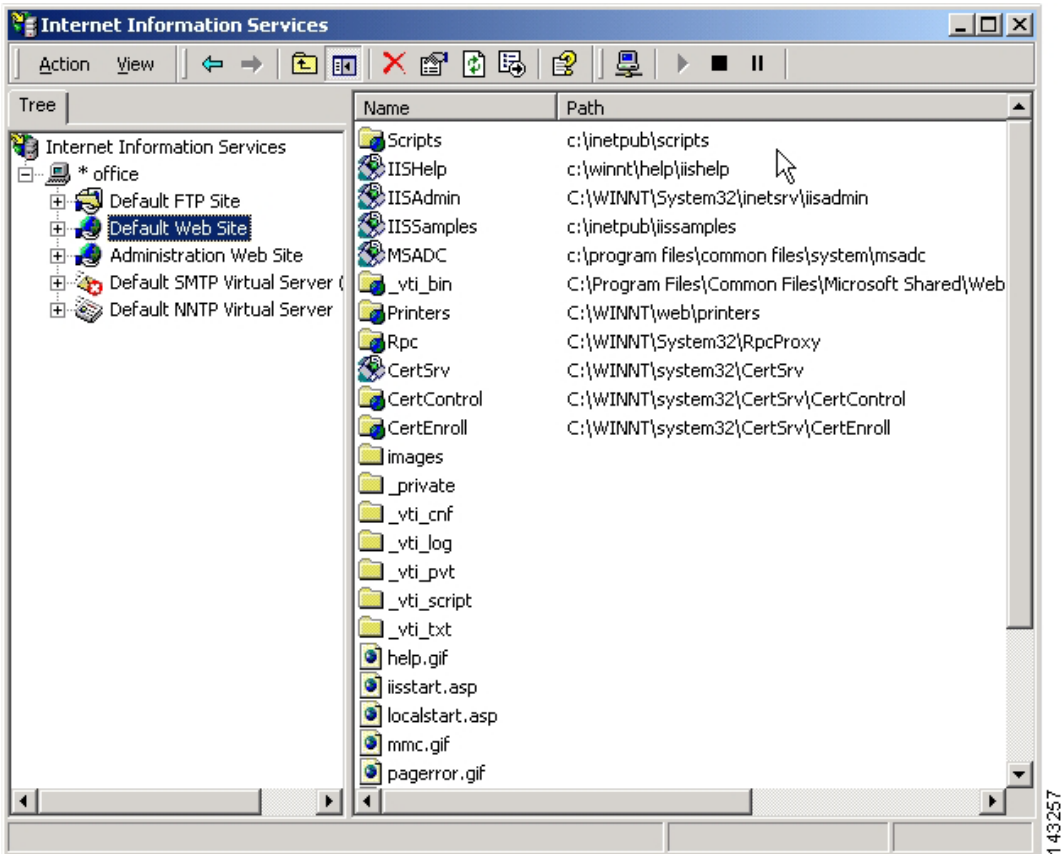 Internet Information Services
Action View
Tree
Name Path
Internet Information Services
* office
Default FTP Site
Default Web Site
Administration Web Site
Default SMTP Virtual Server (
Default NNTP Virtual Server
Scripts c:\inetpub\scripts
IISHelp c:\winnt\help\iishelp
IISAdmin C:\WINNT\System32\inetsrv\iisadmin
IISSamples c:\inetpub\iissamples
MSADC c:\program files\common files\system\msadc
_vti_bin C:\Program Files\Common Files\Microsoft Shared\Web
Printers C:\WINNT\web\printers
Rpc C:\WINNT\System32\RpcProxy
CertSrv C:\WINNT\system32\CertSrv
CertControl C:\WINNT\system32\CertSrv\CertControl
CertEnroll C:\WINNT\system32\CertSrv\CertEnroll
images
_private
_vti_cnf
_vti_log
_vti_pvt
_vti_script
_vti_txt
help.gif
iisstart.asp
localstart.asp
mmc.gif
pagerror.gif
143257